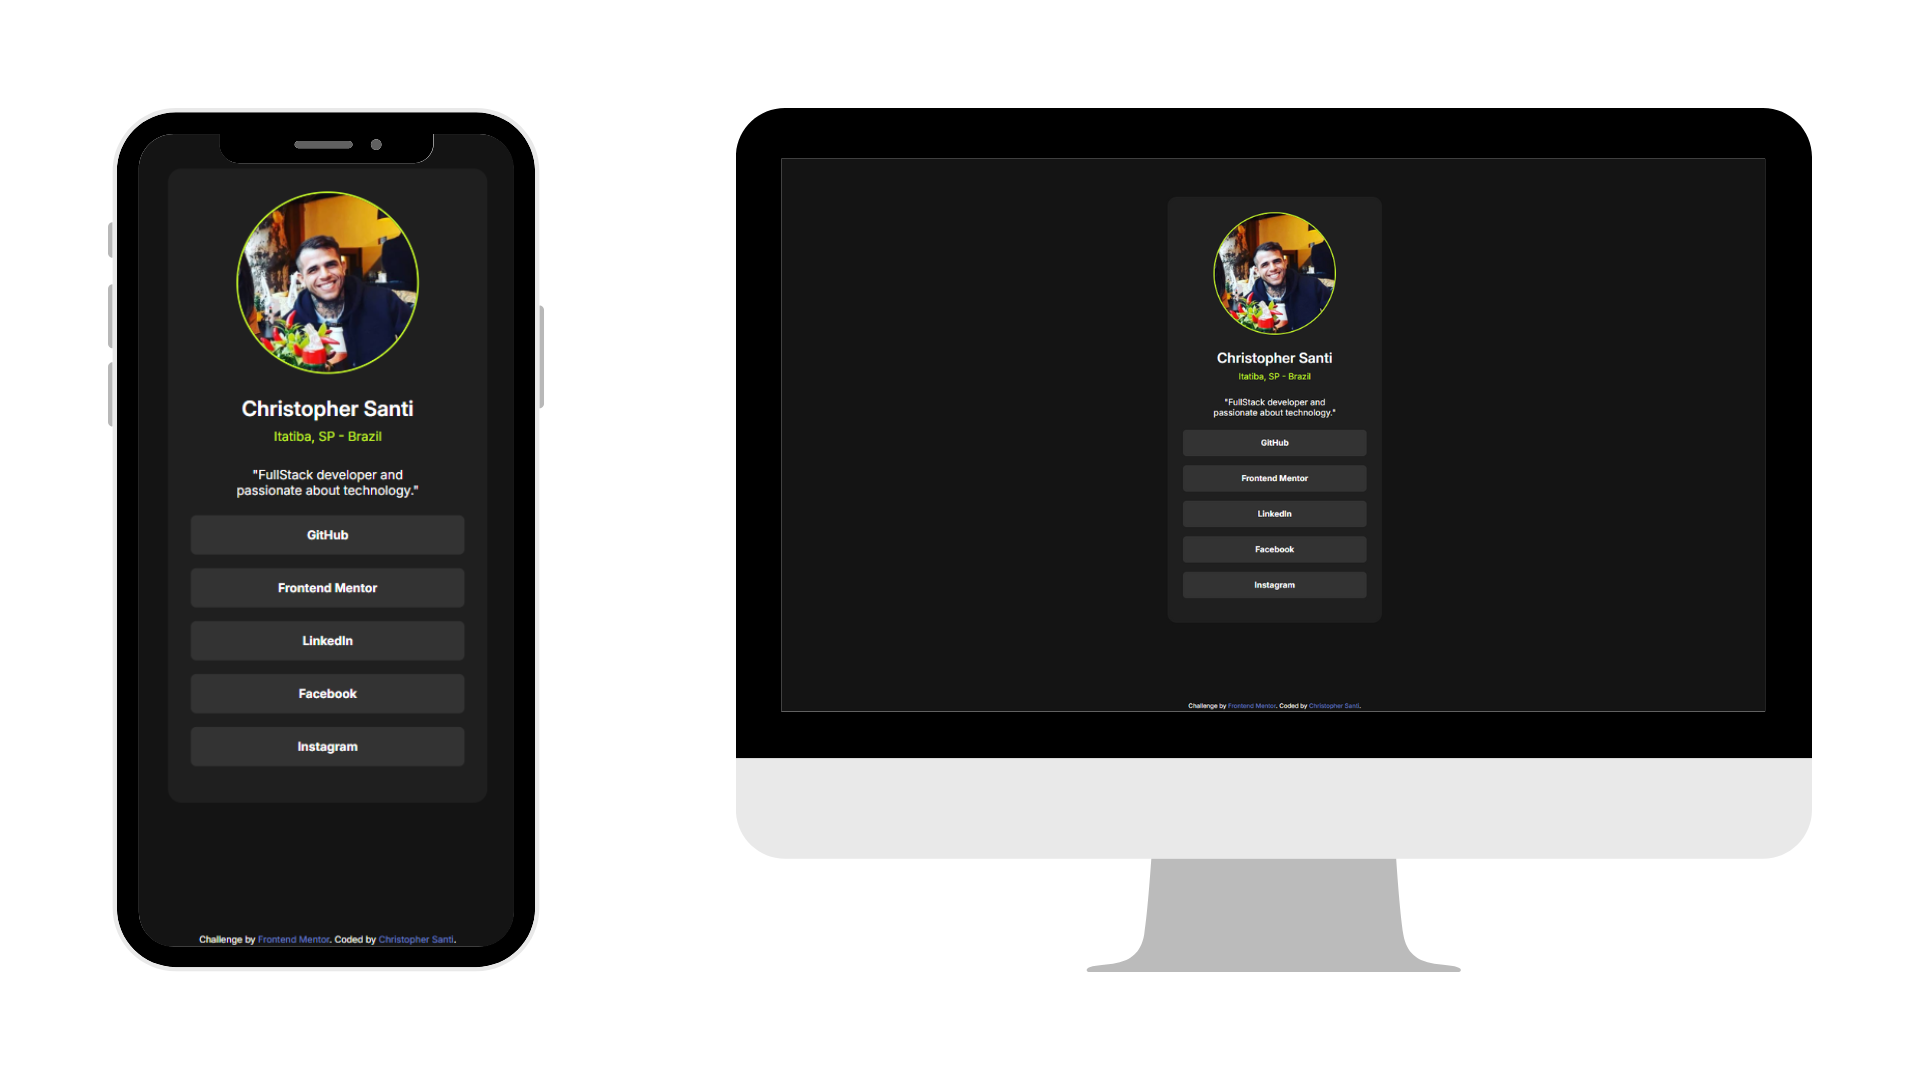 Christopher Santi
Itatiba, SP - Brazil
"FullStack developer and
passionate about technology."
GitHub
Frontend Mentor
LinkedIn
Facebook
Instagram
Challenge by Frontend Mentor. Coded by Christopher Santi.
Christopher Santi
Itatiba, SP - Brazil
"FullStack developer and
passionate about technology."
GitHub
Frontend Mentor
LinkedIn
Facebook
Instagram
Challenge by Frontend Mentor. Coded by Christopher Santi.